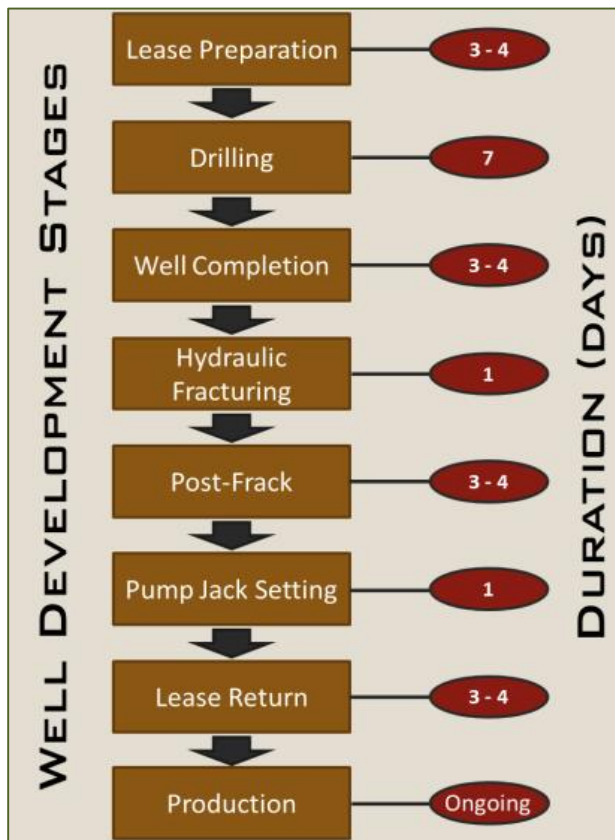 WELL DEVELOPMENT STAGES
Lease Preparation
3 - 4
Drilling
7
Well Completion
3 - 4
Hydraulic
Fracturing
1
Post-Frack
3 - 4
Pump Jack Setting
1
Lease Return
3 - 4
Production
Ongoing
DURATION (DAYS)